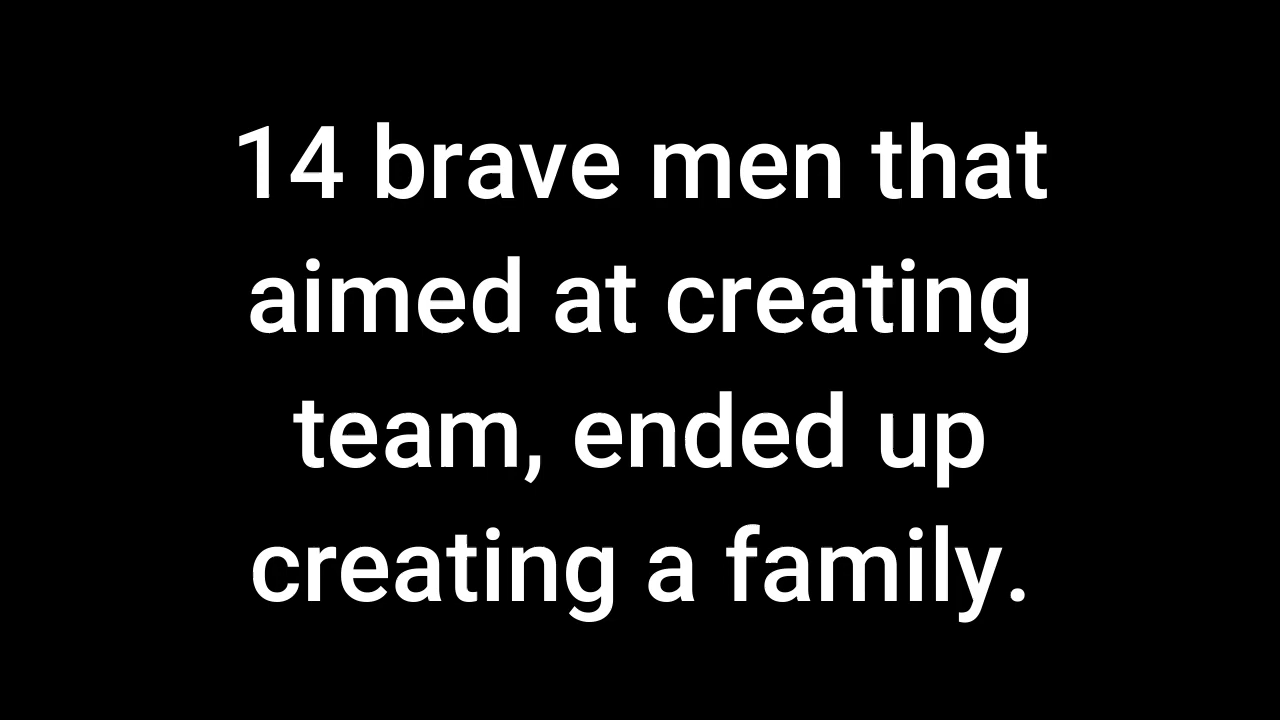 14 brave men that
aimed at creating
team, ended up
creating a family.